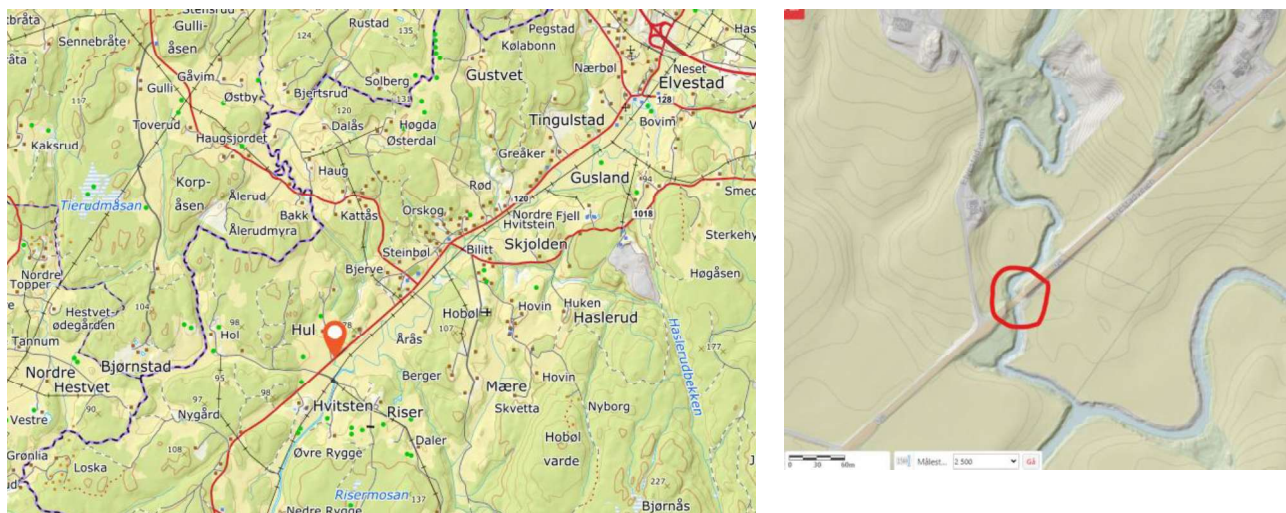 Sennebråte
Stensrud
Gulli-
åsen
Rustad
124
135
Pegstad
Kølabonn
Nærbøl
Neset
Elvestad
128
Bovim
Gåvim
Østby
Gulli
117
Toverud
Kaksrud
Bjertsrud
Solberg
131
Gustvet
120
Dalås
Høgda
Østerdal
Tingulstad
Haugsjordet
Greåker
Haug
Rød
Gusland
94
Korp-
åsen
Tierudmåsan
Ålerud
Ålerudmyra
Bakk
Kattås
Orskog
120
1018
Nordre Fjell
Hvitstein
Steinbøl
Bilitt
Skjolden
Sterkehy
Høgåsen
Nordre
Topper
Bjerve
Hestvet-
ødegården
104
Hobøl
Hovin
Huken
Haslerud
Tannum
98
Hol
Hul
78
Årås
107
Haslerudbekken
177
Bjørnstad
Nordre
Hestvet
95
98
Berger
Mære
Hovin
Skvetta
Nyborg
90
Vestre
Nygård
Hvitsten
Riser
Grønlia
108
Daler
Hobøl
varde
Loska
Øvre Rygge
Risermosan
137
227
Nedre Rygge
Bjørnås
0 30 60m
Målest...
2 500
Gå